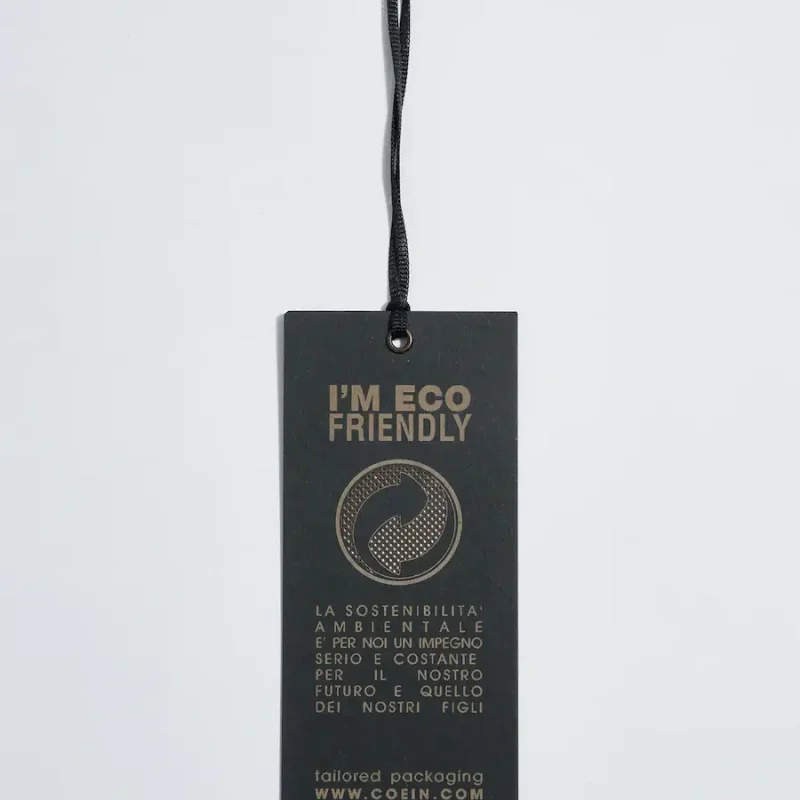 I'M ECO
FRIENDLY
LA SOSTENIBILITA'
AMBIENTALE
E' PER NOI UN IMPEGNO
SERIO E COSTANTE
PER IL NOSTRO
FUTURO E QUELLO
DEI NOSTRI FIGLI
tailored packaging
WWW.COEIN.COM